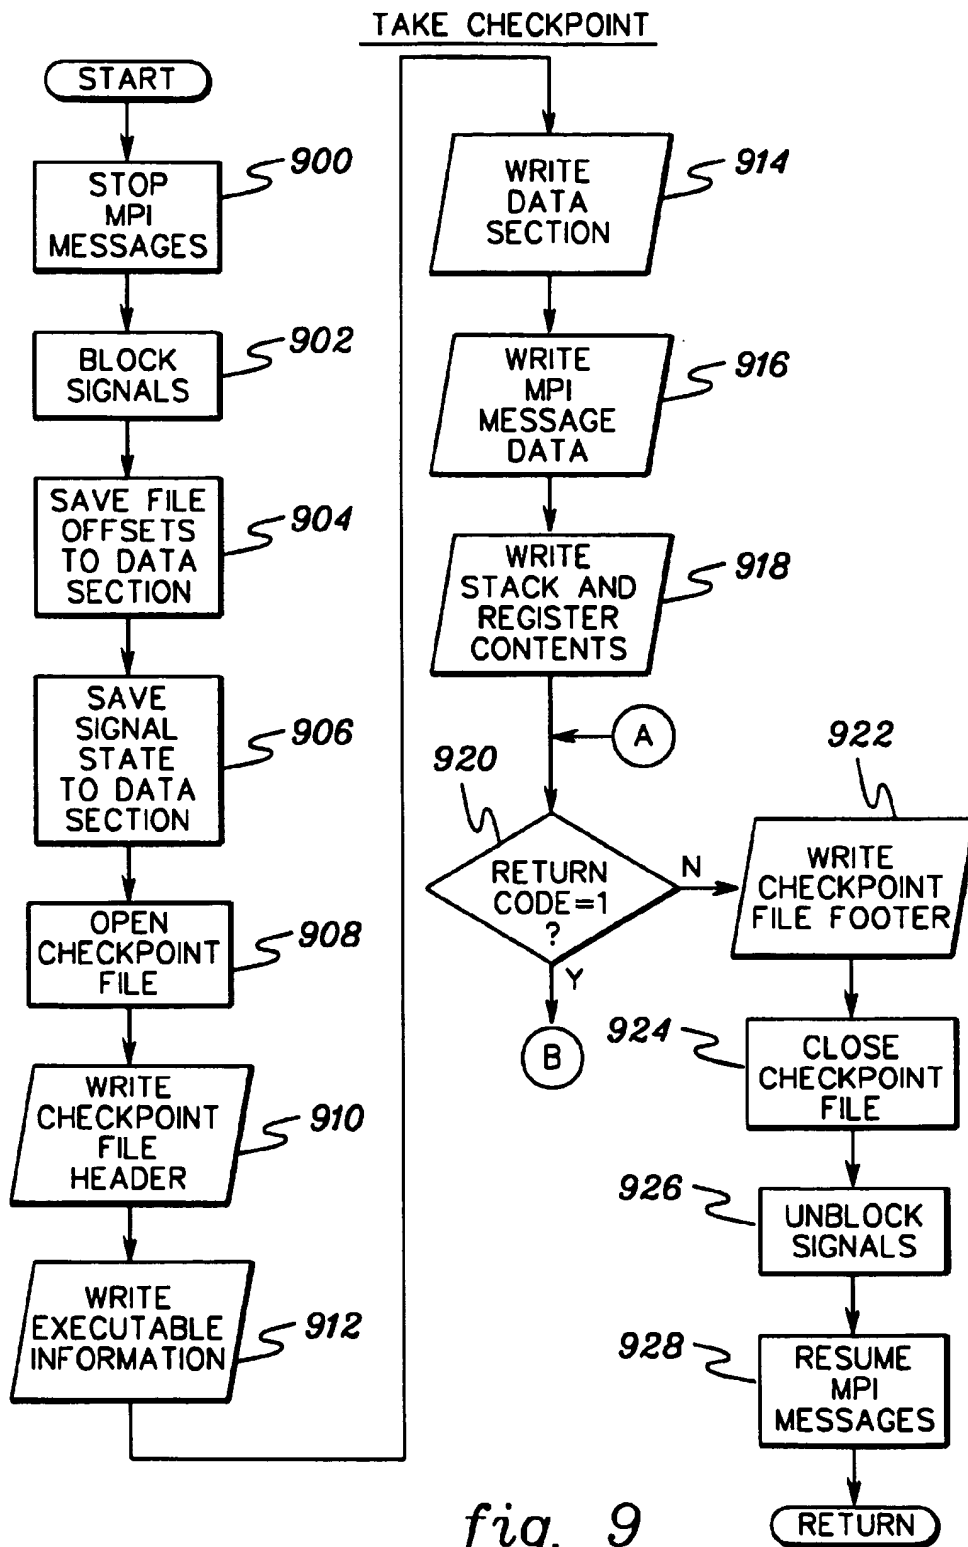 TAKE CHECKPOINT
START
900
STOP
MPI
MESSAGES
902
BLOCK
SIGNALS
904
SAVE FILE
OFFSETS
TO DATA
SECTION
906
SAVE
SIGNAL
STATE
TO DATA
SECTION
908
OPEN
CHECKPOINT
FILE
910
WRITE
CHECKPOINT
FILE
HEADER
912
WRITE
EXECUTABLE
INFORMATION
914
WRITE
DATA
SECTION
916
WRITE
MPI
MESSAGE
DATA
918
WRITE
STACK AND
REGISTER
CONTENTS
A
920
RETURN
CODE=1
?
N
Y
B
922
WRITE
CHECKPOINT
FILE FOOTER
924
CLOSE
CHECKPOINT
FILE
926
UNBLOCK
SIGNALS
928
RESUME
MPI
MESSAGES
RETURN
fig. 9